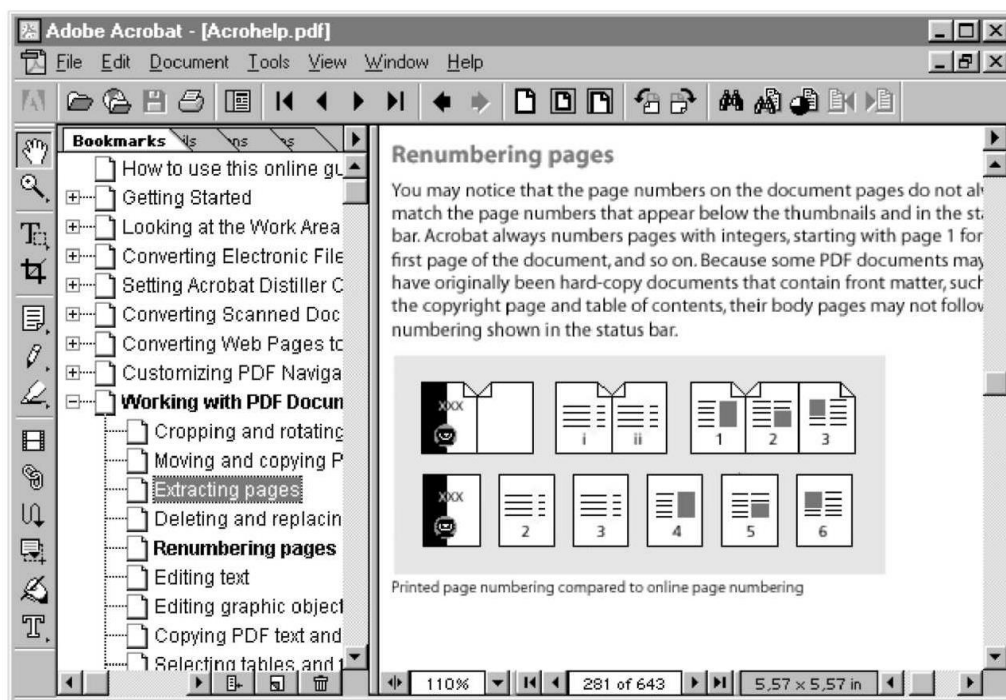 Adobe Acrobat - [Acrohelp.pdf]
File Edit Document Tools View Window Help
Bookmarks
How to use this online gu
Getting Started
Looking at the Work Area
Converting Electronic File
Setting Acrobat Distiller C
Converting Scanned Doc
Converting Web Pages to
Customizing PDF Naviga
Working with PDF Docun
Cropping and rotating
Moving and copying P
Extracting pages
Deleting and replacin
Renumbering pages
Editing text
Editing graphic object
Copying PDF text and
Selecting tables and
Renumbering pages
You may notice that the page numbers on the document pages do not al
match the page numbers that appear below the thumbnails and in the sta
bar. Acrobat always numbers pages with integers, starting with page 1 for
first page of the document, and so on. Because some PDF documents may
have originally been hard-copy documents that contain front matter, such
the copyright page and table of contents, their body pages may not follow
numbering shown in the status bar.
XXX
i ii 1 2 3
XXX
2 3 4 5 6
Printed page numbering compared to online page numbering
110% 281 of 643 5,57 x 5,57 in